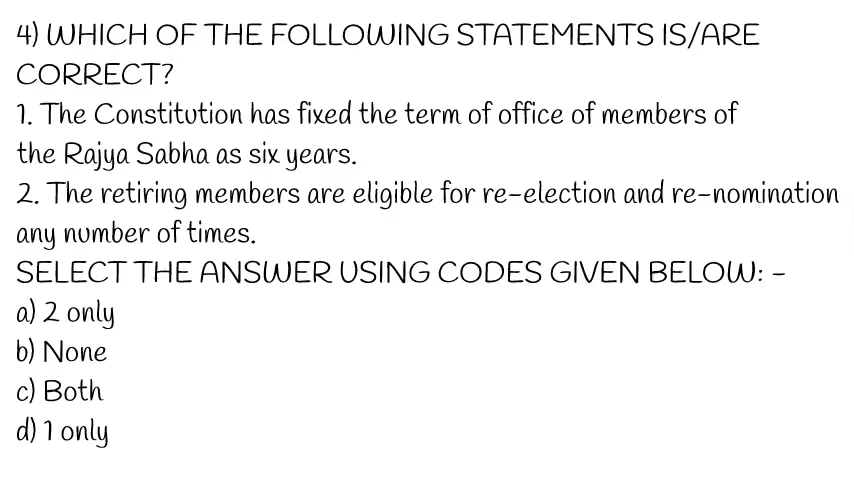 4) WHICH OF THE FOLLOWING STATEMENTS IS/ARE
CORRECT?
1. The Constitution has fixed the term of office of members of
the Rajya Sabha as six years.
2. The retiring members are eligible for re-election and re-nomination
any number of times.
SELECT THE ANSWER USING CODES GIVEN BELOW: -
a) 2 only
b) None
c) Both
d) 1 only